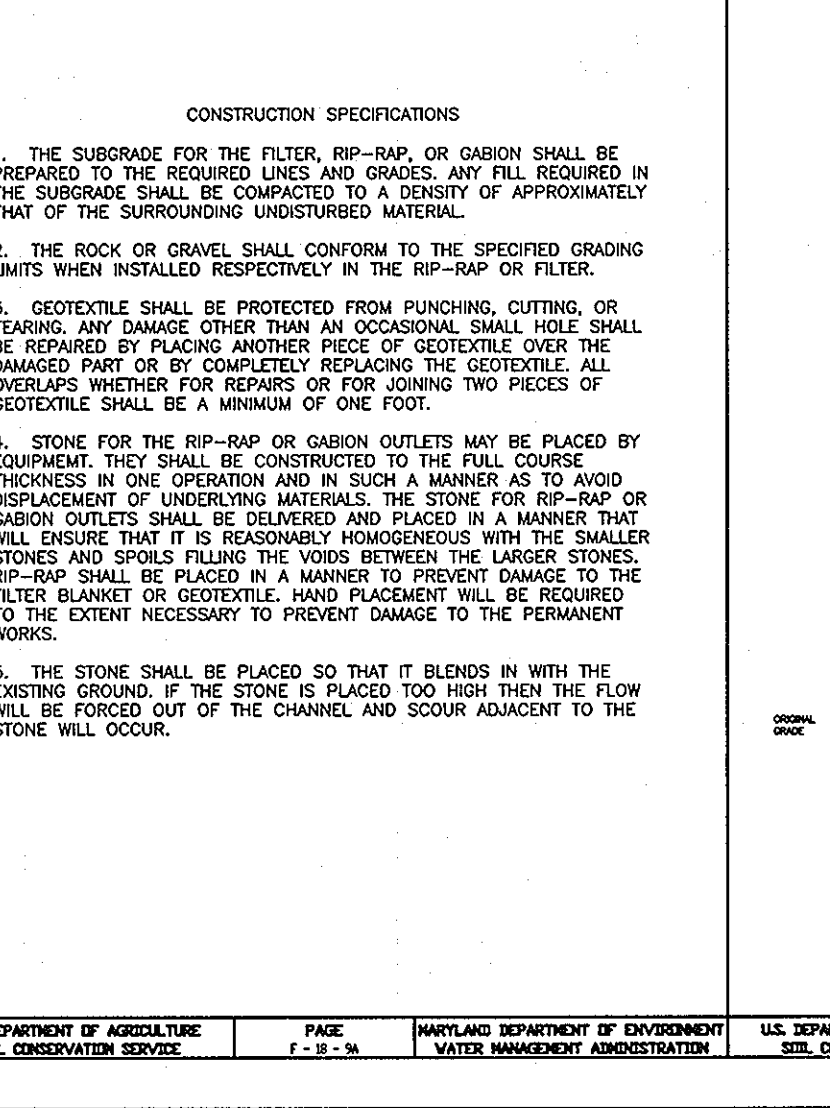 CONSTRUCTION SPECIFICATIONS
. THE SUBGRADE FOR THE FILTER, RIP-RAP, OR GABION SHALL BE
PREPARED TO THE REQUIRED LINES AND GRADES. ANY FILL REQUIRED IN
THE SUBGRADE SHALL BE COMPACTED TO A DENSITY OF APPROXIMATELY
THAT OF THE SURROUNDING UNDISTURBED MATERIAL.
2. THE ROCK OR GRAVEL SHALL CONFORM TO THE SPECIFIED GRADING
LIMITS WHEN INSTALLED RESPECTIVELY IN THE RIP-RAP OR FILTER.
3. GEOTEXTILE SHALL BE PROTECTED FROM PUNCHING, CUTTING, OR
TEARING. ANY DAMAGE OTHER THAN AN OCCASIONAL SMALL HOLE SHALL
BE REPAIRED BY PLACING ANOTHER PIECE OF GEOTEXTILE OVER THE
DAMAGED PART OR BY COMPLETELY REPLACING THE GEOTEXTILE. ALL
OVERLAPS WHETHER FOR REPAIRS OR FOR JOINING TWO PIECES OF
GEOTEXTILE SHALL BE A MINIMUM OF ONE FOOT.
4. STONE FOR THE RIP-RAP OR GABION OUTLETS MAY BE PLACED BY
EQUIPMEMT. THEY SHALL BE CONSTRUCTED TO THE FULL COURSE
THICKNESS IN ONE OPERATION AND IN SUCH A MANNER AS TO AVOID
DISPLACEMENT OF UNDERLYING MATERIALS. THE STONE FOR RIP-RAP OR
GABION OUTLETS SHALL BE DELIVERED AND PLACED IN A MANNER THAT
WILL ENSURE THAT IT IS REASONABLY HOMOGENEOUS WITH THE SMALLER
STONES AND SPOILS FILLING THE VOIDS BETWEEN THE LARGER STONES.
RIP-RAP SHALL BE PLACED IN A MANNER TO PREVENT DAMAGE TO THE
FILTER BLANKET OR GEOTEXTILE. HAND PLACEMENT WILL BE REQUIRED
TO THE EXTENT NECESSARY TO PREVENT DAMAGE TO THE PERMANENT
WORKS.
5. THE STONE SHALL BE PLACED SO THAT IT BLENDS IN WITH THE
EXISTING GROUND. IF THE STONE IS PLACED TOO HIGH THEN THE FLOW
WILL BE FORCED OUT OF THE CHANNEL AND SCOUR ADJACENT TO THE
STONE WILL OCCUR.
ORIGINAL
GRADE
EPARTMENT OF AGRICULTURE
L CONSERVATION SERVICE
PAGE
F - 18 - 9A
MARYLAND DEPARTMENT OF ENVIRONMENT
WATER MANAGEMENT ADMINISTRATION
U.S. DEPA
SOIL C